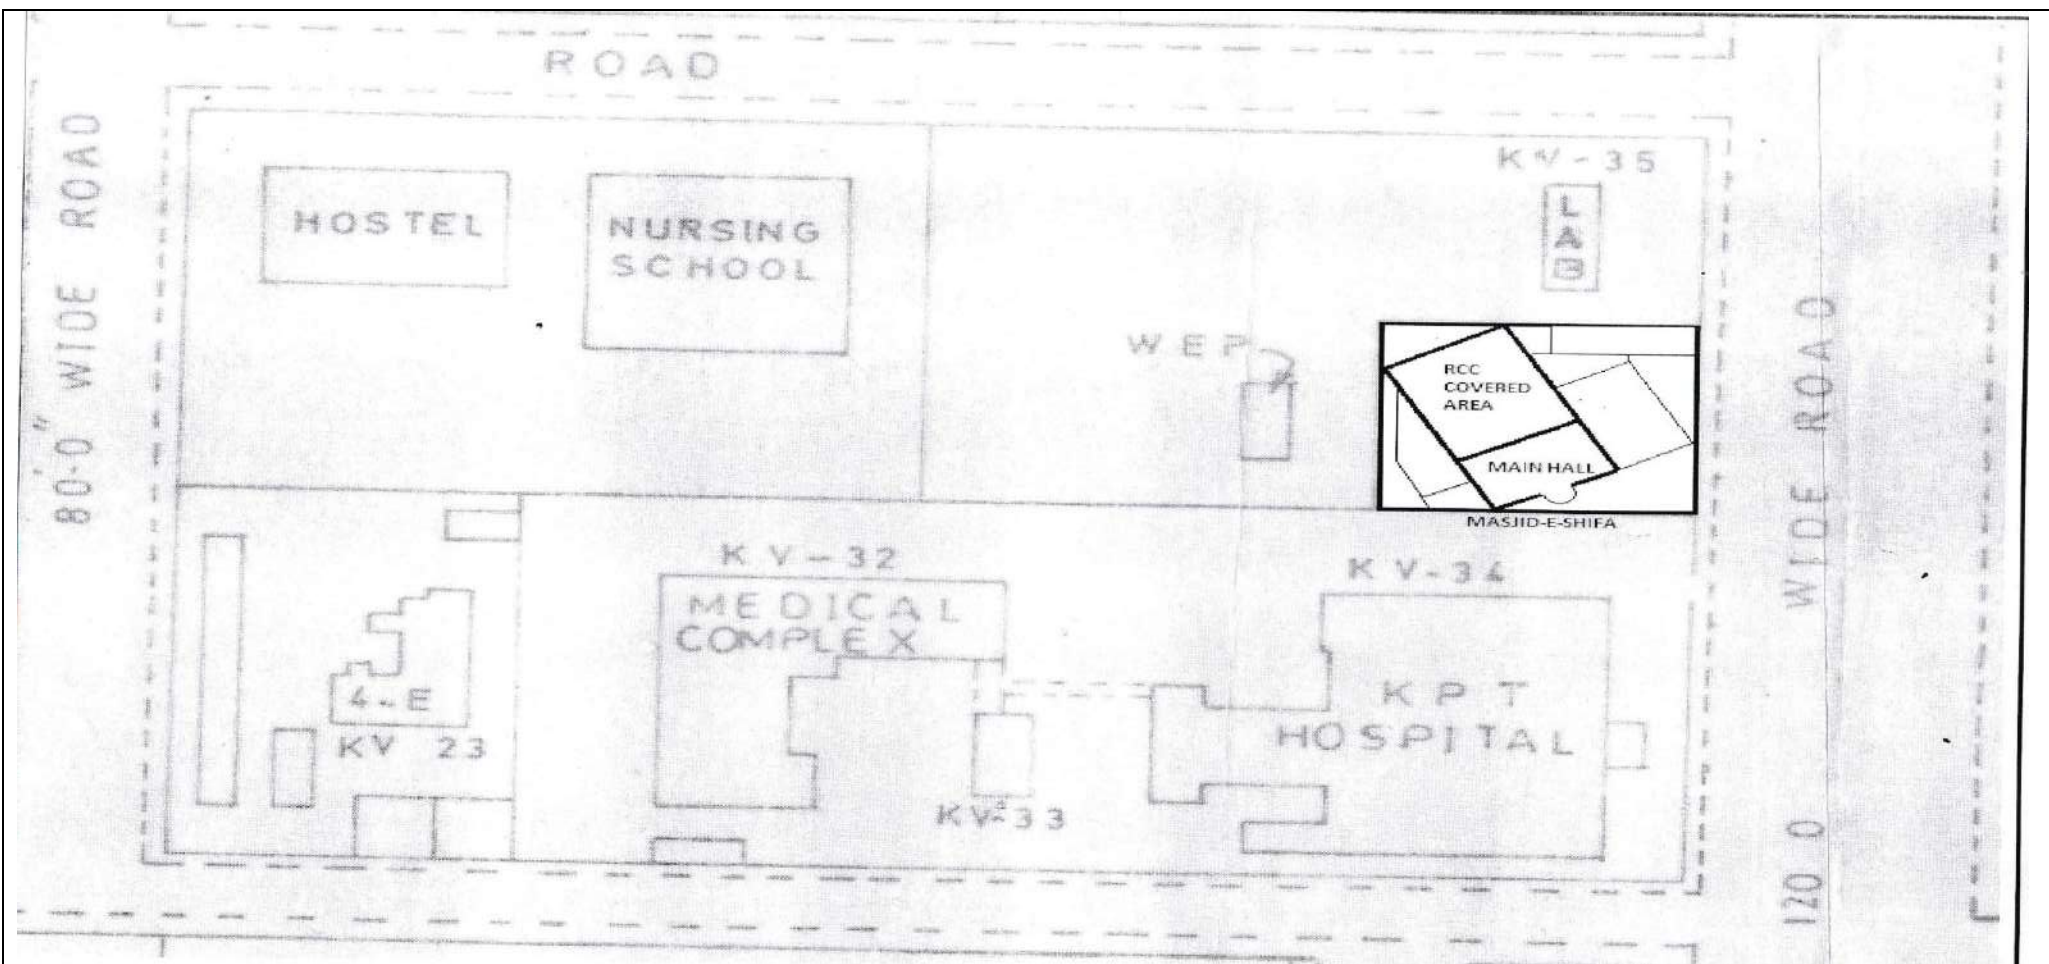 ROAD
80'-0" WIDE ROAD
KV-35
HOSTEL
NURSING
SCHOOL
LAB
WEP
RCC
COVERED
AREA
MAIN HALL
MASJID-E-SHIFA
WIDE ROAD
120 0
KV-32
MEDICAL
COMPLEX
KV-34
KPT
HOSPITAL
4-E
KV 23
KV-33